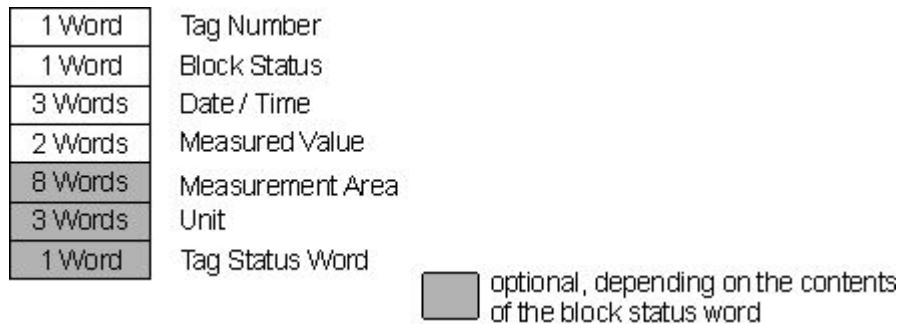 1 Word Tag Number
1 Word Block Status
3 Words Date / Time
2 Words Measured Value
8 Words Measurement Area
3 Words Unit
1 Word Tag Status Word
optional, depending on the contents
of the block status word